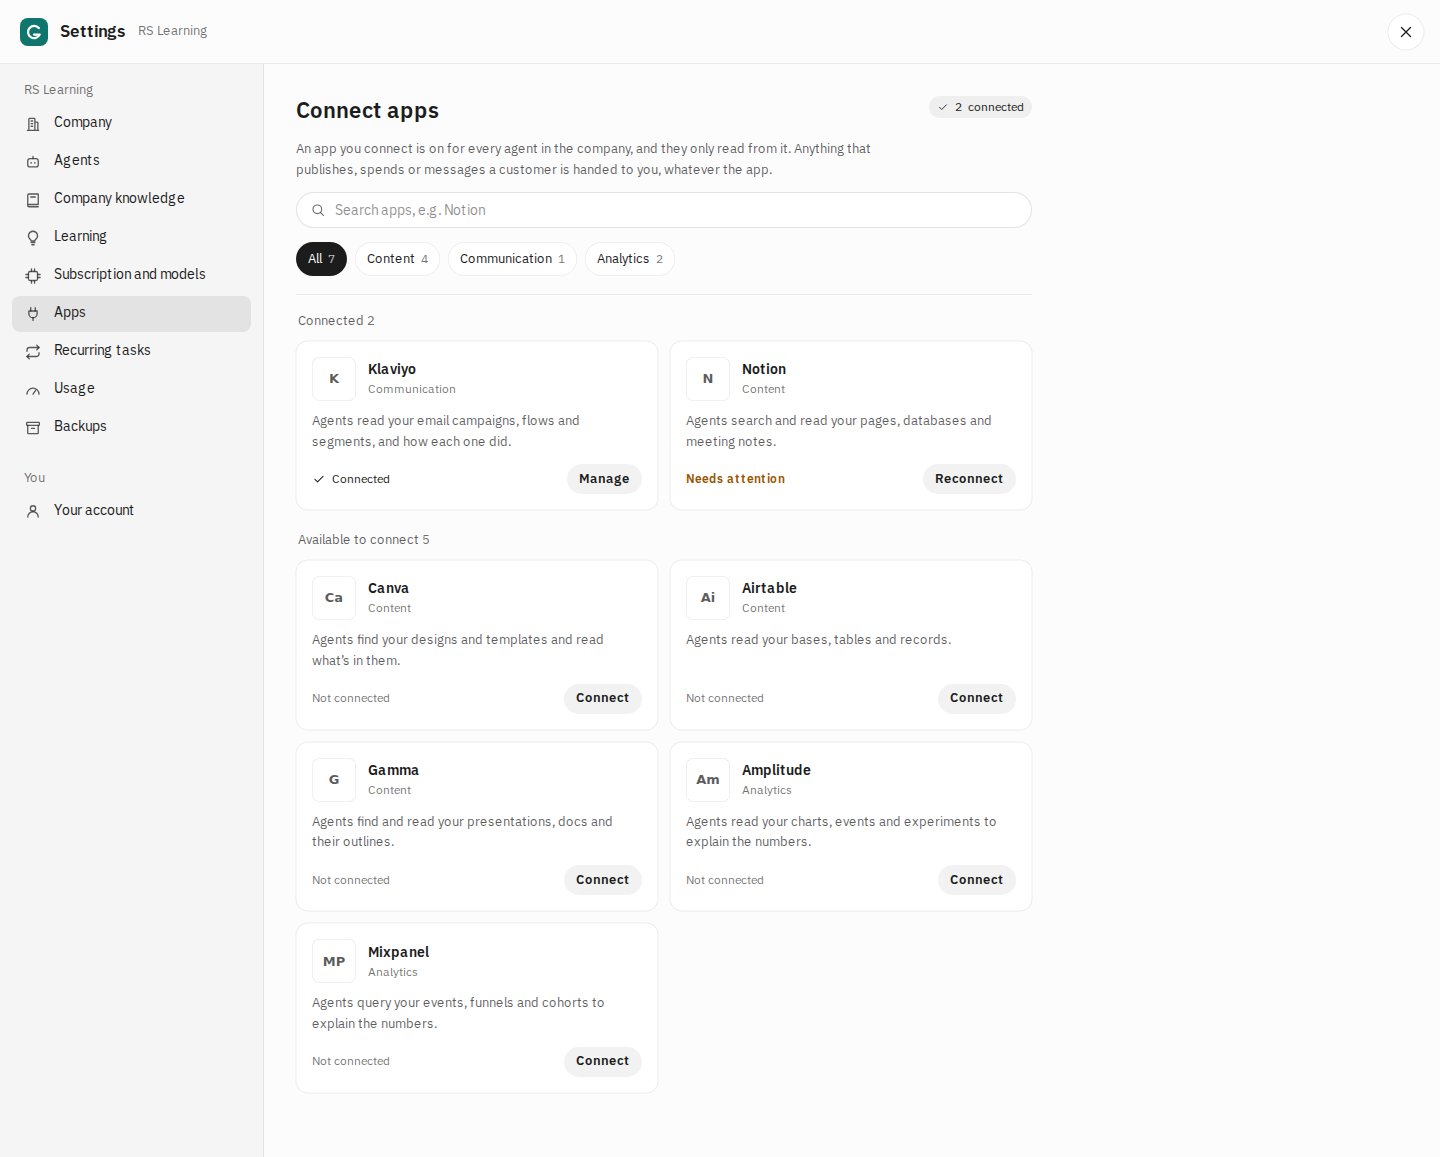 Settings RS Learning
RS Learning
Company
Agents
Company knowledge
Learning
Subscription and models
Apps
Recurring tasks
Usage
Backups
You
Your account
Connect apps
2 connected
An app you connect is on for every agent in the company, and they only read from it. Anything that
publishes, spends or messages a customer is handed to you, whatever the app.
Search apps, e.g. Notion
All 7
Content 4
Communication 1
Analytics 2
Connected 2
K
Klaviyo
Communication
Agents read your email campaigns, flows and
segments, and how each one did.
Connected
Manage
N
Notion
Content
Agents search and read your pages, databases and
meeting notes.
Needs attention
Reconnect
Available to connect 5
Ca
Canva
Content
Agents find your designs and templates and read
what's in them.
Not connected
Connect
Ai
Airtable
Content
Agents read your bases, tables and records.
Not connected
Connect
G
Gamma
Content
Agents find and read your presentations, docs and
their outlines.
Not connected
Connect
Am
Amplitude
Analytics
Agents read your charts, events and experiments to
explain the numbers.
Not connected
Connect
MP
Mixpanel
Analytics
Agents query your events, funnels and cohorts to
explain the numbers.
Not connected
Connect